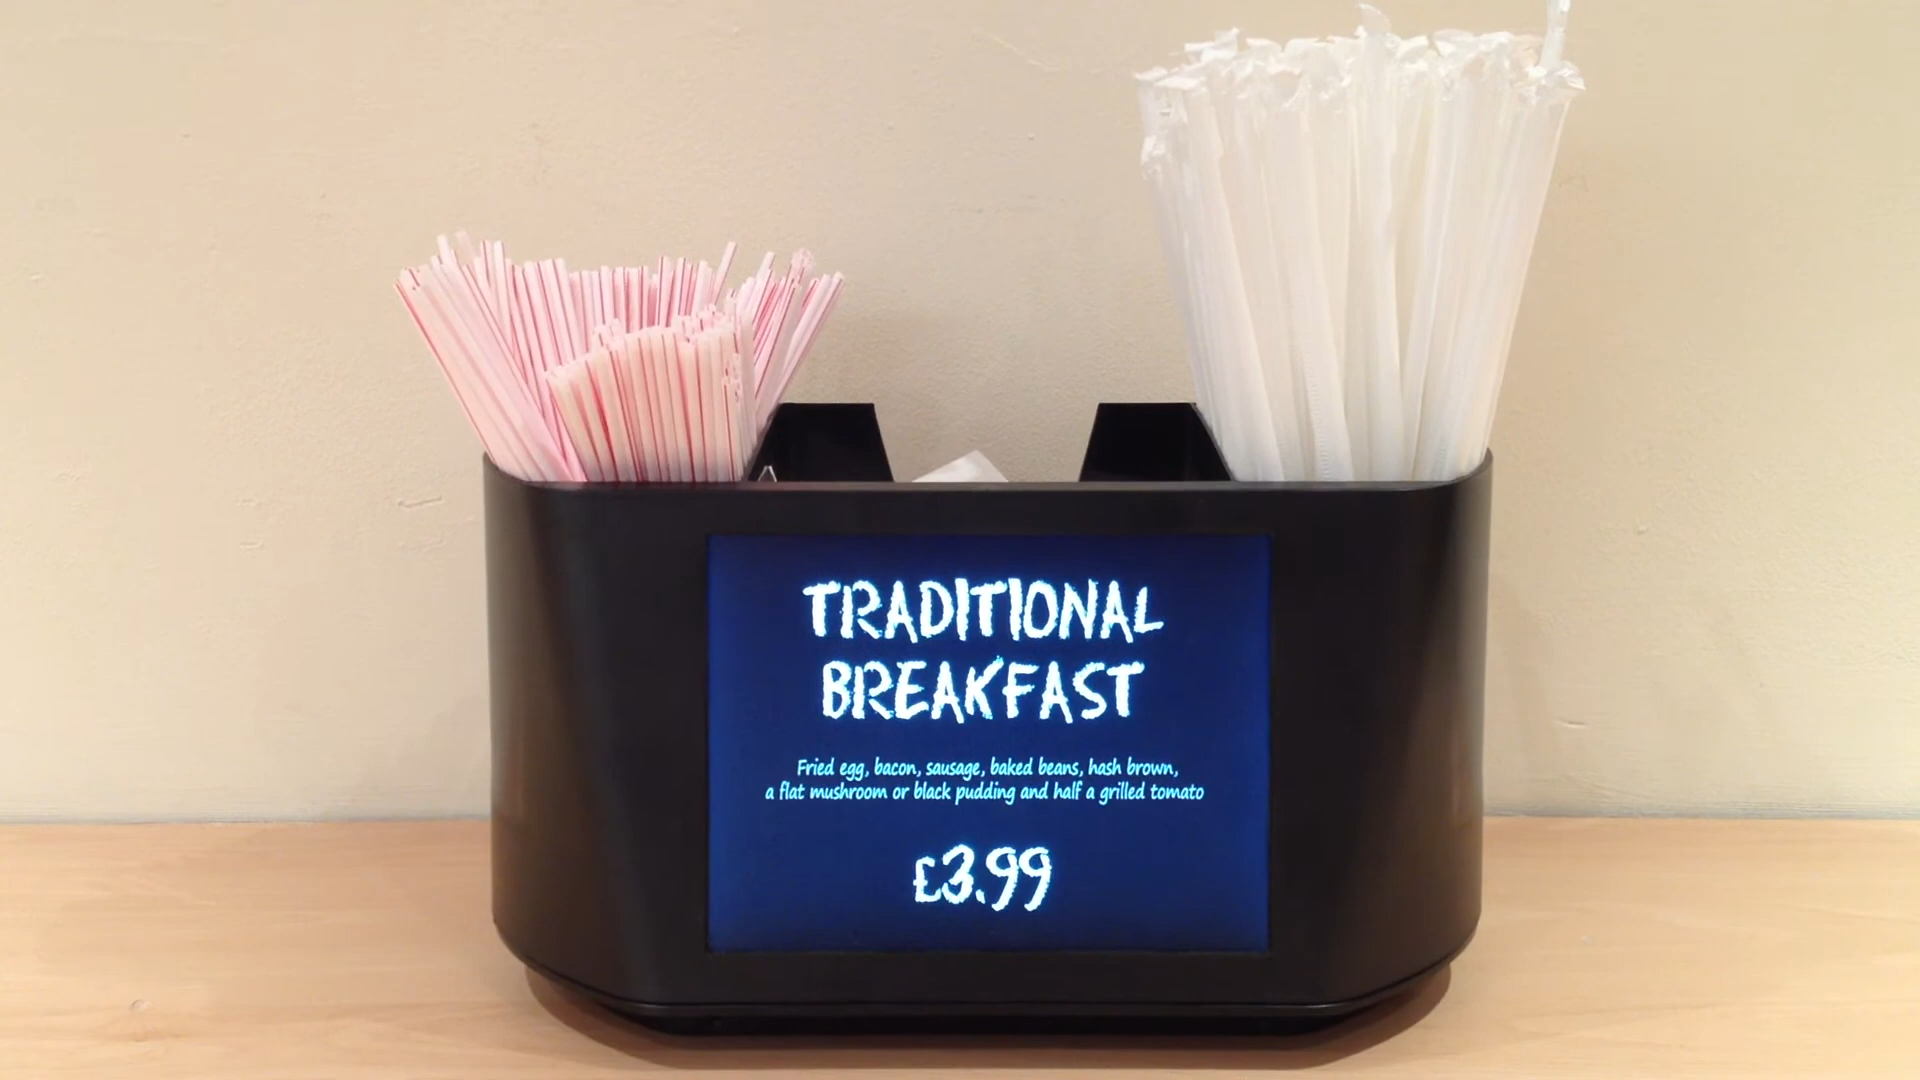 TRADITIONAL
BREAKFAST
Fried egg, bacon, sausage, baked beans, hash brown,
a flat mushroom or black pudding and half a grilled tomato
£3.99